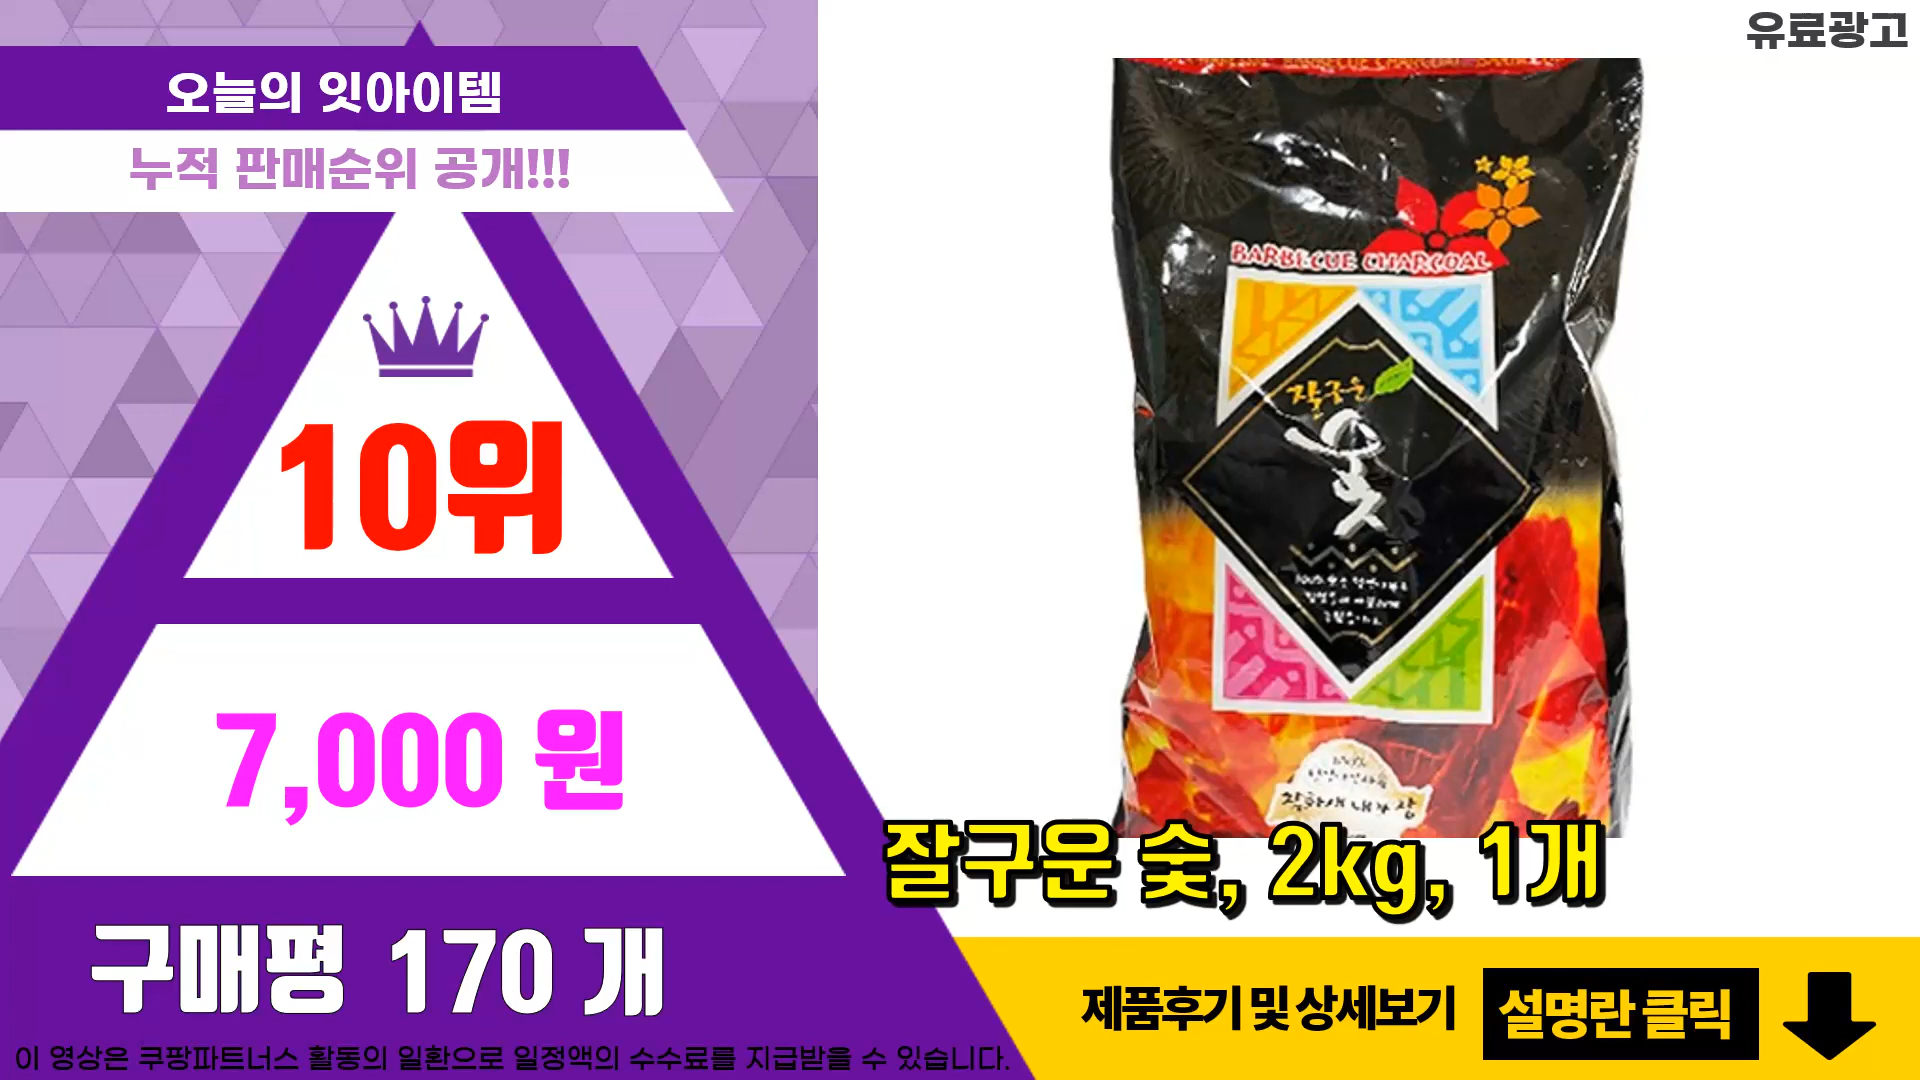 유료광고
오늘의 잇아이템
누적 판매순위 공개!!!
10위
7,000 원
구매평 170 개
이 영상은 쿠팡파트너스 활동의 일환으로 일정액의 수수료를 지급받을 수 있습니다.
BARBECUE CHARCOAL
잘구운
숯
잘구운 숯, 2kg, 1개
제품후기 및 상세보기
설명란 클릭